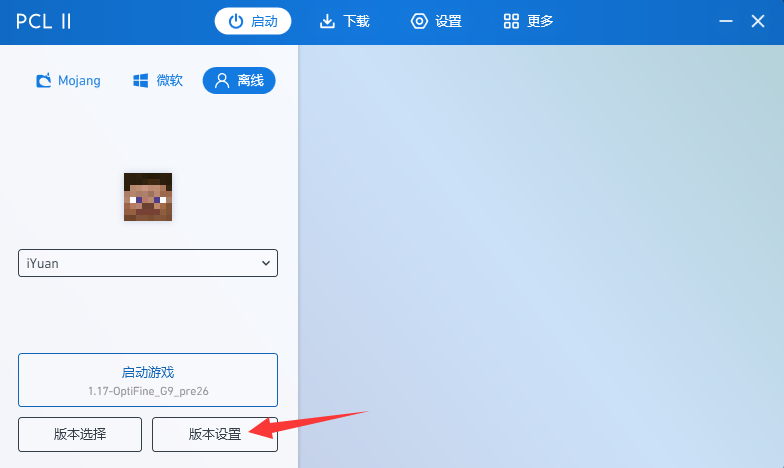 PCL II
启动
下载
设置
更多
Mojang
微软
离线
iYuan
启动游戏
1.17-OptiFine_G9_pre26
版本选择
版本设置